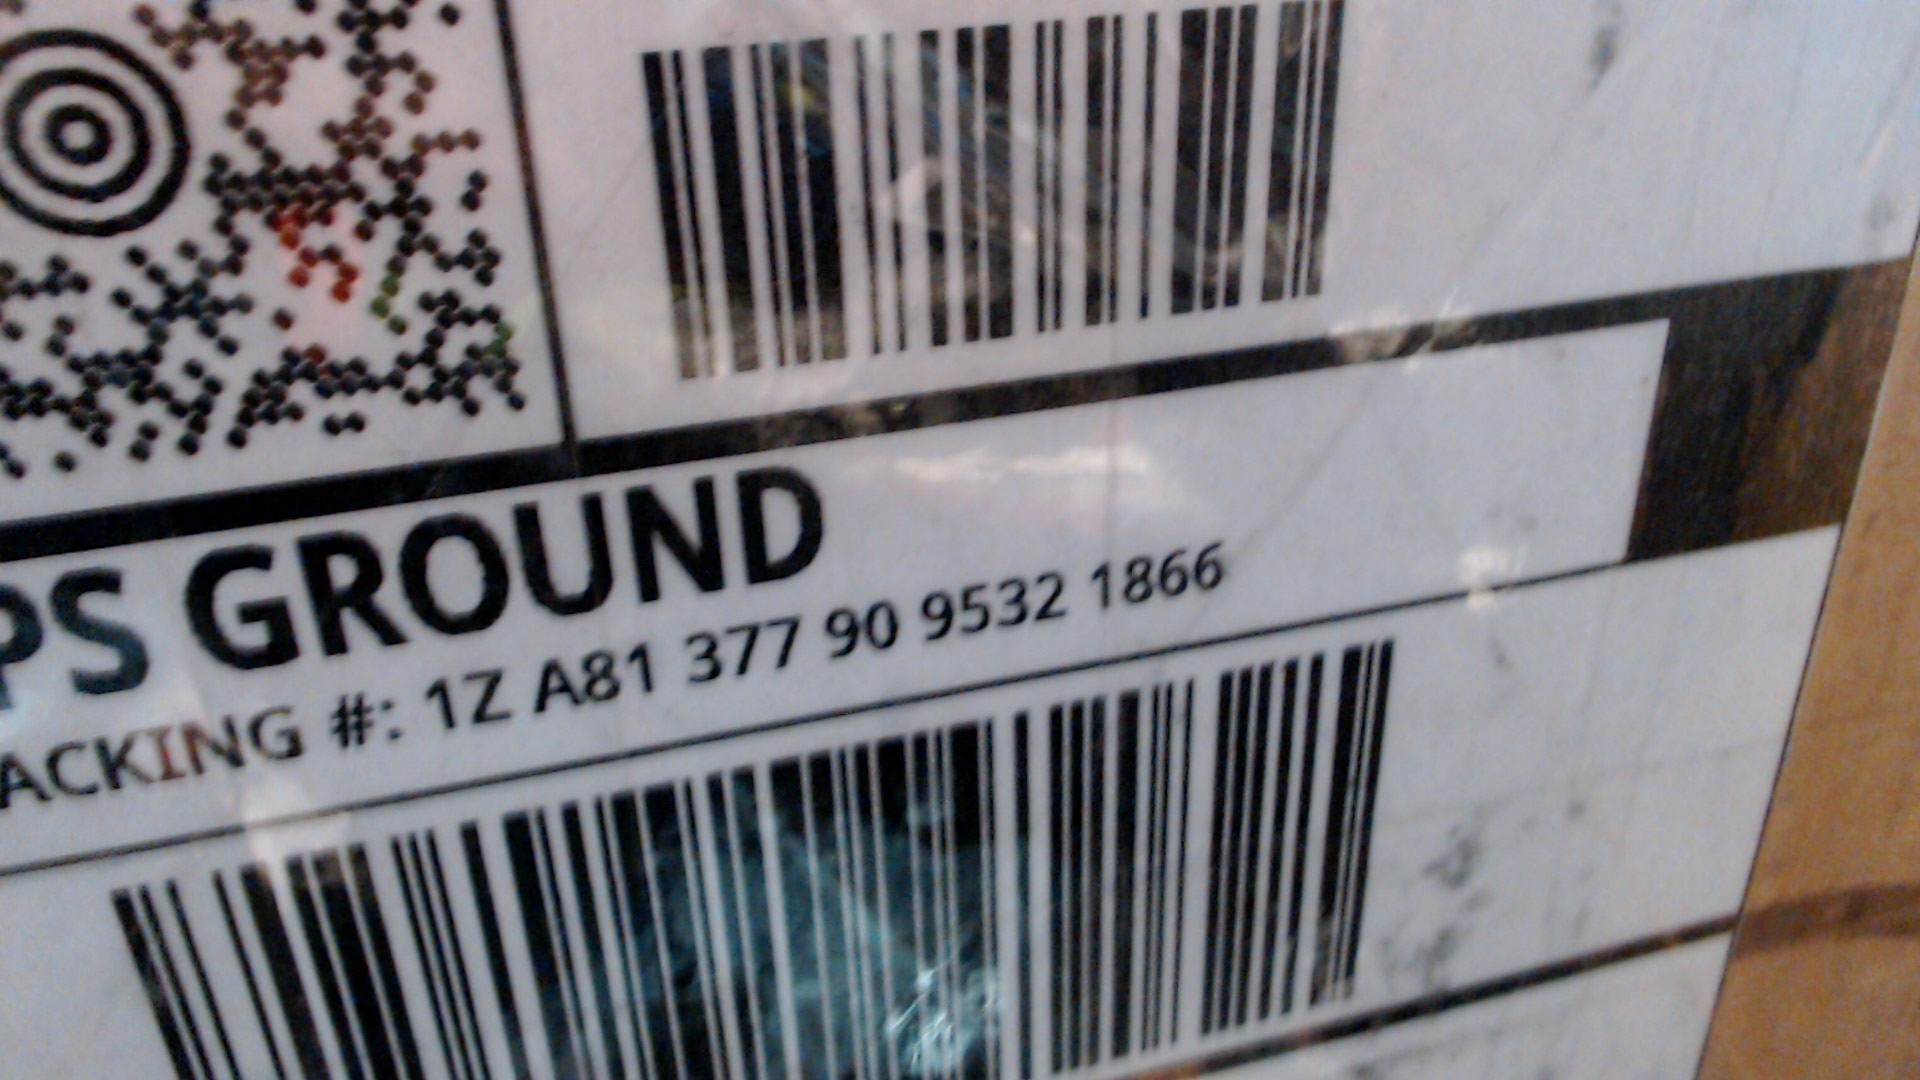 PS GROUND
ACKING #: 1Z A81 377 90 9532 1866